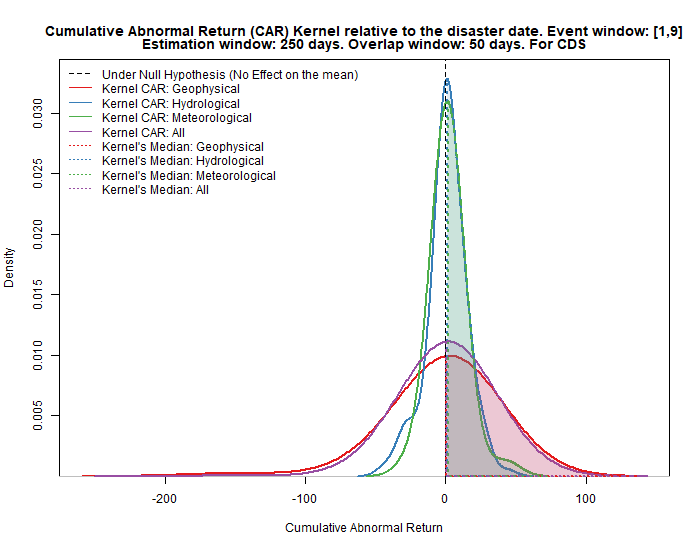 Cumulative Abnormal Return (CAR) Kernel relative to the disaster date. Event window: [1,9]
Estimation window: 250 days. Overlap window: 50 days. For CDS
Under Null Hypothesis (No Effect on the mean)
Kernel CAR: Geophysical
Kernel CAR: Hydrological
Kernel CAR: Meteorological
Kernel CAR: All
Kernel's Median: Geophysical
Kernel's Median: Hydrological
Kernel's Median: Meteorological
Kernel's Median: All
0.030
0.025
0.020
0.015
0.010
0.005
Density
-200
-100
0
100
Cumulative Abnormal Return